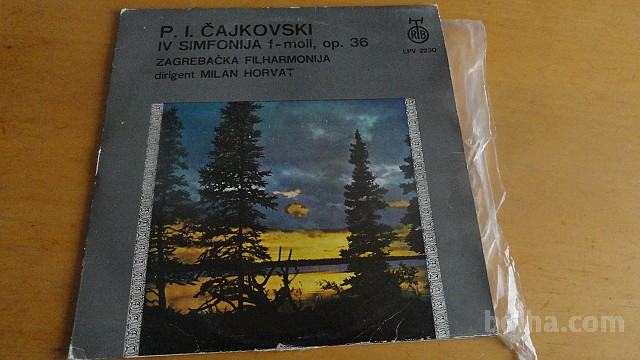 P. I. ČAJKOVSKI
IV SIMFONIJA f-moll, op. 36
ZAGREBAČKA FILHARMONIJA
dirigent MILAN HORVAT
RTB
LPV 2230
bolha.com